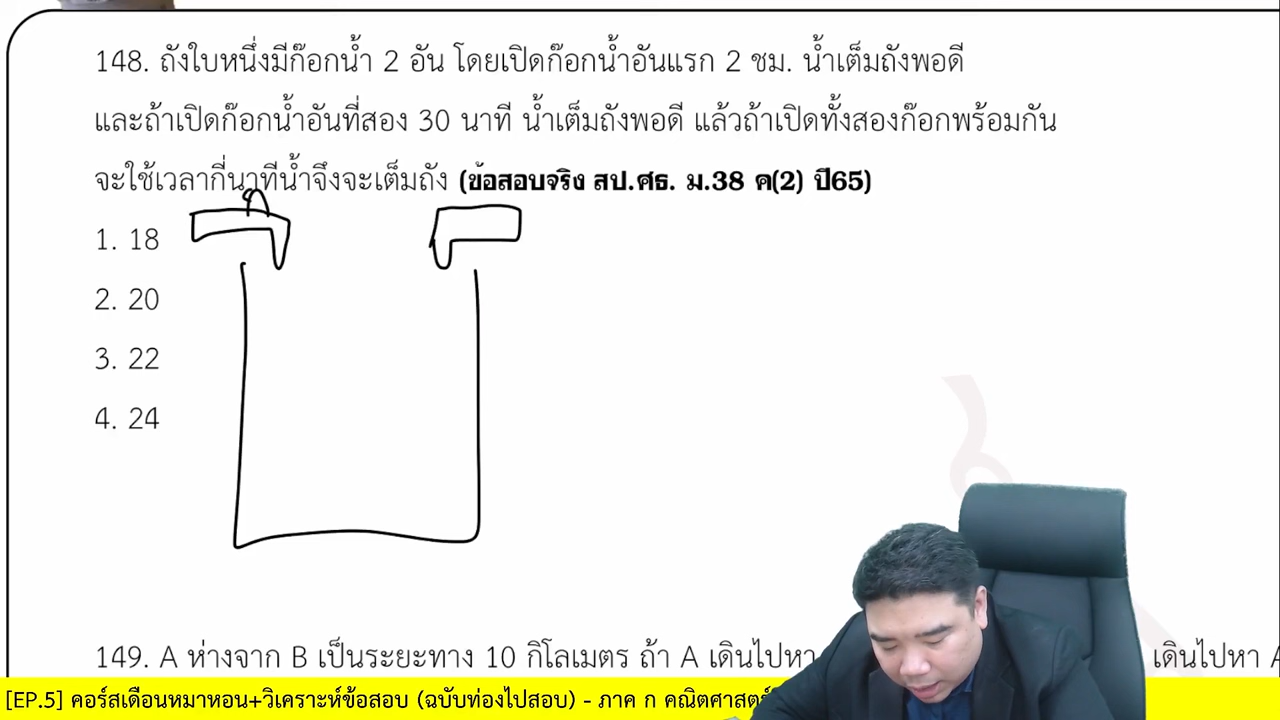 148. ถังใบหนึ่งมีก๊อกน้ำ 2 อัน โดยเปิดก๊อกน้ำอันแรก 2 ชม. น้ำเต็มถังพอดี
และถ้าเปิดก๊อกน้ำอันที่สอง 30 นาที น้ำเต็มถังพอดี แล้วถ้าเปิดทั้งสองก๊อกพร้อมกัน
จะใช้เวลากี่นาทีน้ำจึงจะเต็มถัง (ข้อสอบจริง สป.ศธ. ม.38 ค(2) ปี65)
1. 18
2. 20
3. 22
4. 24
149. A ห่างจาก B เป็นระยะทาง 10 กิโลเมตร ถ้า A เดินไปหา เดินไปหา A
[EP.5] คอร์สเดือนหมาหอน+วิเคราะห์ข้อสอบ (ฉบับท่องไปสอบ) - ภาค ก คณิตศาสตร์